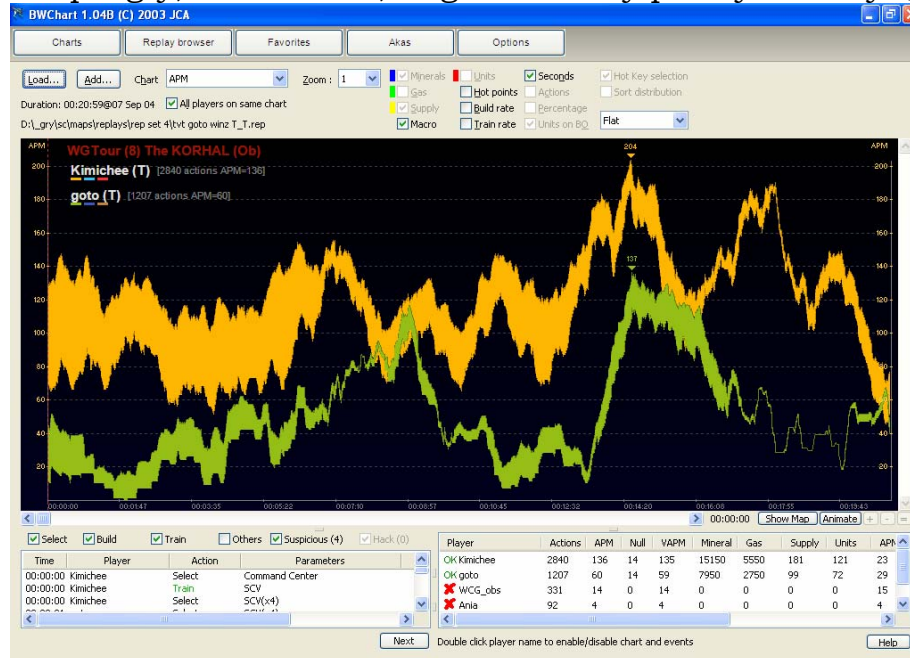 BWChart 1.04B (C) 2003 JCA
Charts Replay browser Favorites Akas Options
Load... Add... Chart APM Zoom : 1 Minerals Units Seconds Hot Key selection
Gas Hot points Actions Sort distribution
Duration: 00:20:59@07 Sep 04 All players on same chart Supply Build rate Percentage
D:\_gry\sc\maps\replays\rep set 4\tvt goto winz T_T.rep Macro Train rate Units on BO Flat
APM WGTour (8) The KORHAL (Ob) 204 APM
200 Kimichee (T) [2840 actions APM=136] 200
180 goto (T) [1207 actions APM=60] 180
160 160
140 137 140
120 120
100 100
80 80
60 60
40 40
20 20
00:00:00 00:01:47 00:03:35 00:05:22 00:07:10 00:08:57 00:10:45 00:12:32 00:14:20 00:16:08 00:17:55 00:19:43
00:00:00 Show Map Animate + - =
Select Build Train Others Suspicious (4) Hack (0)
Time Player Action Parameters
00:00:00 Kimichee Select Command Center
00:00:00 Kimichee Train SCV
00:00:00 Kimichee Select SCV(x4)
Player Actions APM Null VAPM Mineral Gas Supply Units APM
OK Kimichee 2840 136 14 135 15150 5550 181 121 23
OK goto 1207 60 14 59 7950 2750 99 72 29
WCG_obs 331 14 0 14 0 0 0 0 15
Ania 92 4 0 4 0 0 0 0 4
Next Double click player name to enable/disable chart and events Help